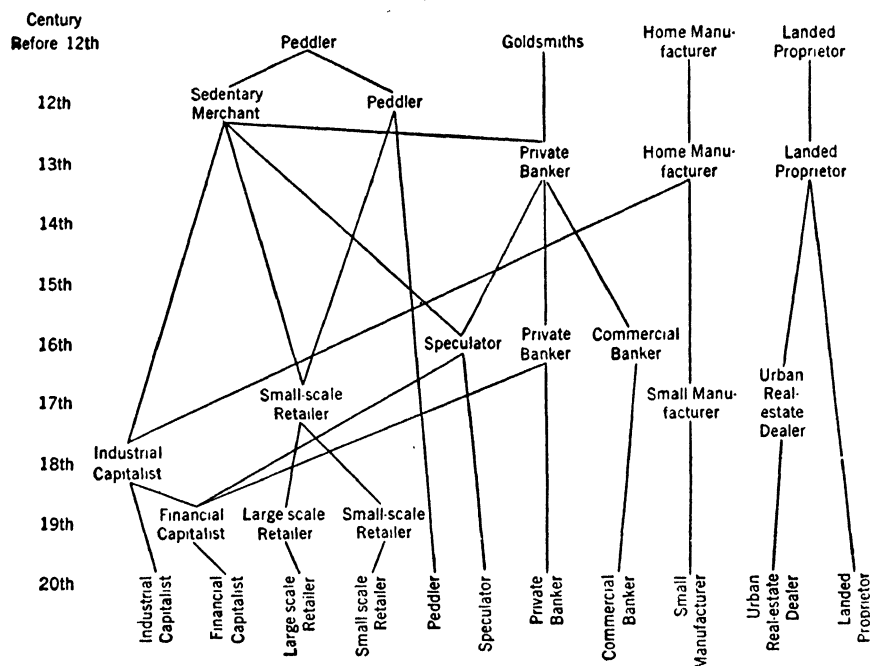 Century
Before 12th
Peddler
Goldsmiths
Home Manu-
facturer
Landed
Proprietor
12th
Sedentary
Merchant
Peddler
13th
Private
Banker
Home Manu-
facturer
Landed
Proprietor
14th
15th
16th
Speculator
Private
Banker
Commercial
Banker
17th
Small-scale
Retailer
Small Manu-
facturer
Urban
Real-
estate
Dealer
18th
Industrial
Capitalist
19th
Financial
Capitalist
Large scale
Retailer
Small-scale
Retailer
20th
Industrial
Capitalist
Financial
Capitalist
Large scale
Retailer
Small scale
Retailer
Peddler
Speculator
Private
Banker
Commercial
Banker
Small
Manufacturer
Urban
Real-estate
Dealer
Landed
Proprietor